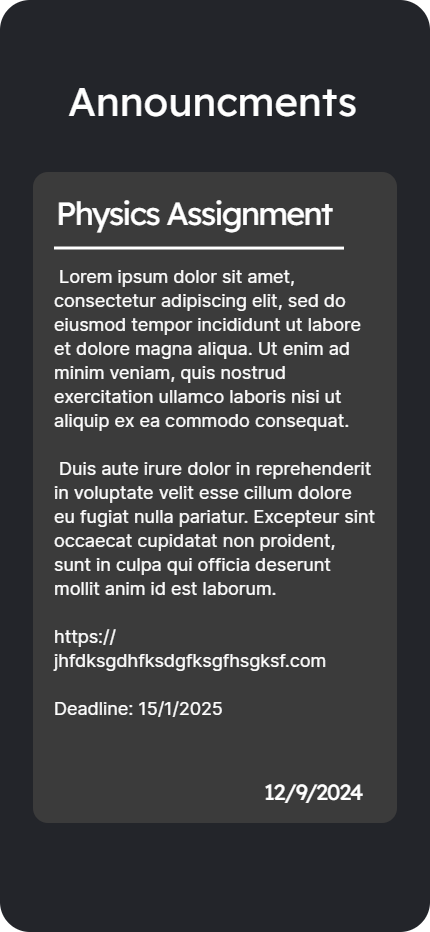 Announcments
Physics Assignment
Lorem ipsum dolor sit amet,
consectetur adipiscing elit, sed do
eiusmod tempor incididunt ut labore
et dolore magna aliqua. Ut enim ad
minim veniam, quis nostrud
exercitation ullamco laboris nisi ut
aliquip ex ea commodo consequat.
Duis aute irure dolor in reprehenderit
in voluptate velit esse cillum dolore
eu fugiat nulla pariatur. Excepteur sint
occaecat cupidatat non proident,
sunt in culpa qui officia deserunt
mollit anim id est laborum.
https://
jhfdksgdhfksdgfksgfhsgksf.com
Deadline: 15/1/2025
12/9/2024